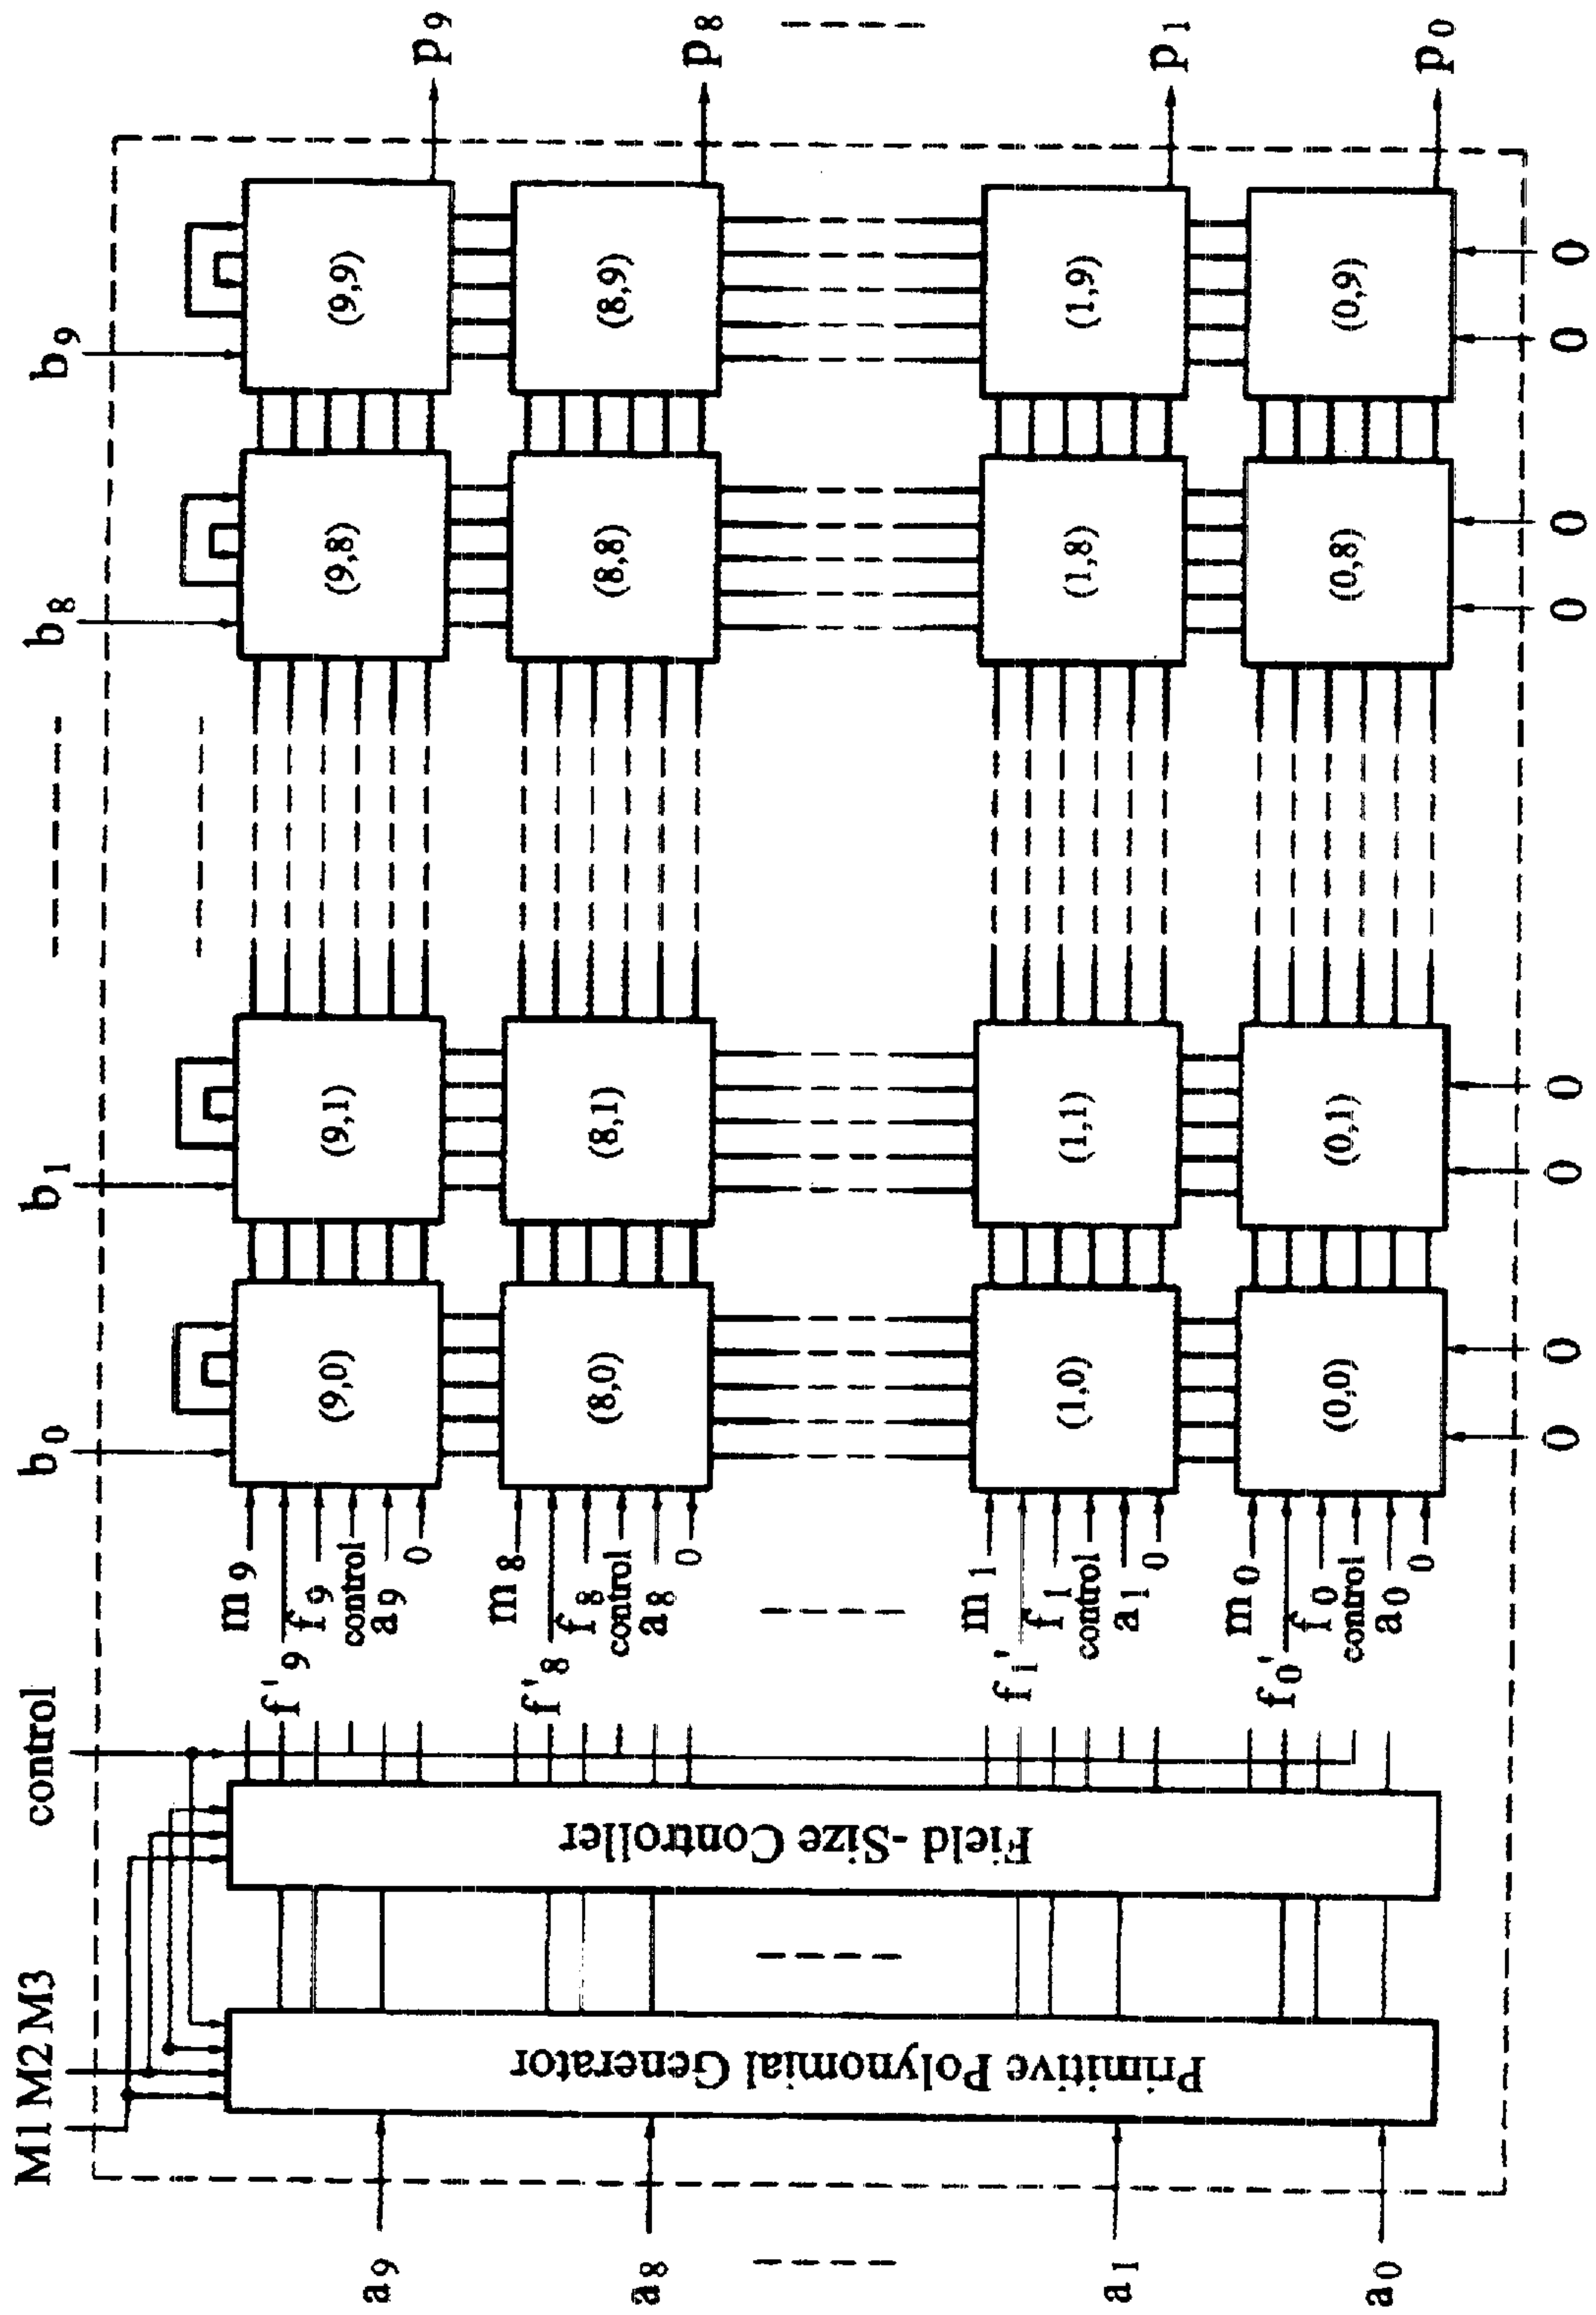 b0 b1 b8 b9
M1 M2 M3 control
m9 (9,0) (9,1) (9,8) (9,9) p9
f'9
f9
control
a9
0
a9
m8 (8,0) (8,1) (8,8) (8,9) p8
f'8
f8
control
a8
0
a8
Primitive Polynomial Generator
Field-Size Controller
m1 (1,0) (1,1) (1,8) (1,9) p1
f1'
f1
control
a1
0
a1
m0 (0,0) (0,1) (0,8) (0,9) p0
f0'
f0
control
a0
0
a0
0 0 0 0 0 0 0 0